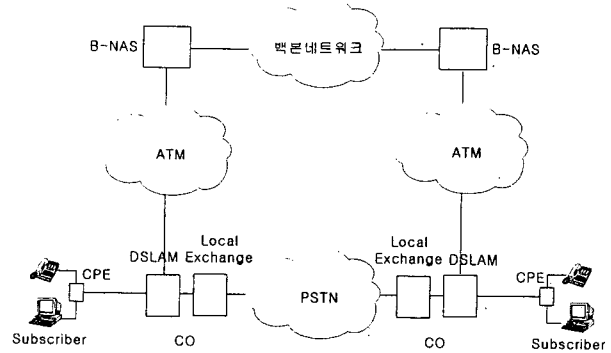 B-NAS
백본네트워크
B-NAS
ATM
ATM
Local
Exchange
DSLAM
CPE
PSTN
Local
Exchange
DSLAM
CPE
CO
CO
Subscriber
Subscriber